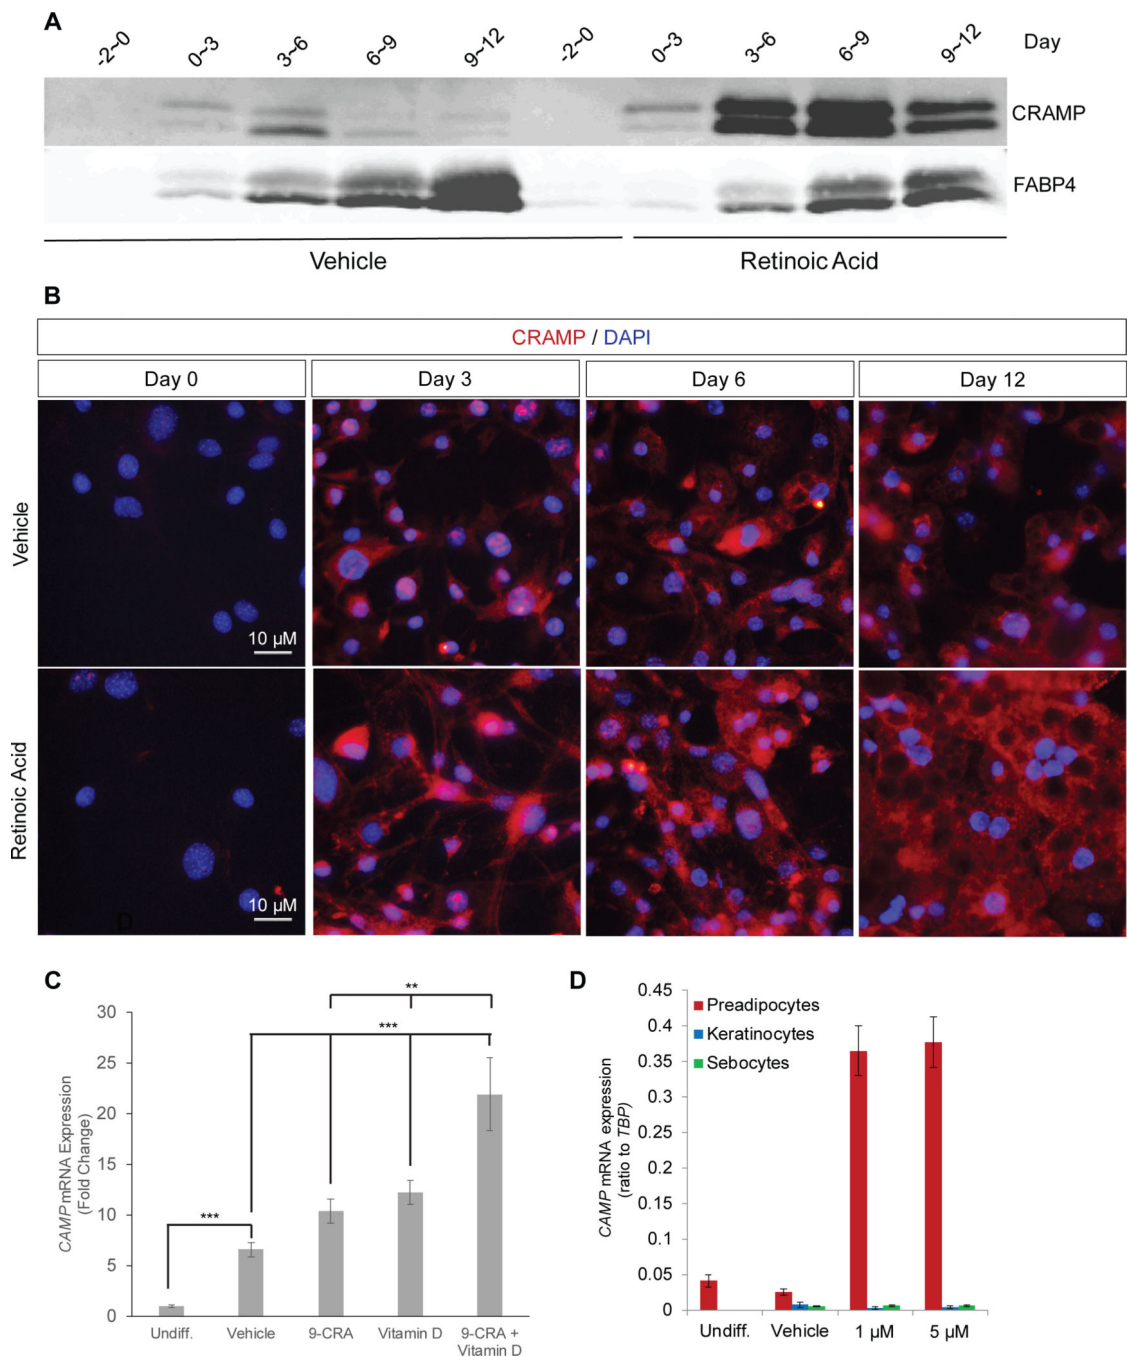 A
-2~0 0~3 3~6 6~9 9~12 -2~0 0~3 3~6 6~9 9~12 Day
CRAMP
FABP4
Vehicle Retinoic Acid
B
CRAMP / DAPI
Day 0 Day 3 Day 6 Day 12
Vehicle
10 µM
Retinoic Acid
D
10 µM
C
CAMP mRNA Expression
(Fold Change)
30
25
20
15
10
5
0
**
***
***
Undiff. Vehicle 9-CRA Vitamin D 9-CRA +
Vitamin D
D
CAMP mRNA expression
(ratio to TBP)
0.45
0.4
0.35
0.3
0.25
0.2
0.15
0.1
0.05
0
Preadipocytes
Keratinocytes
Sebocytes
Undiff. Vehicle 1 µM 5 µM